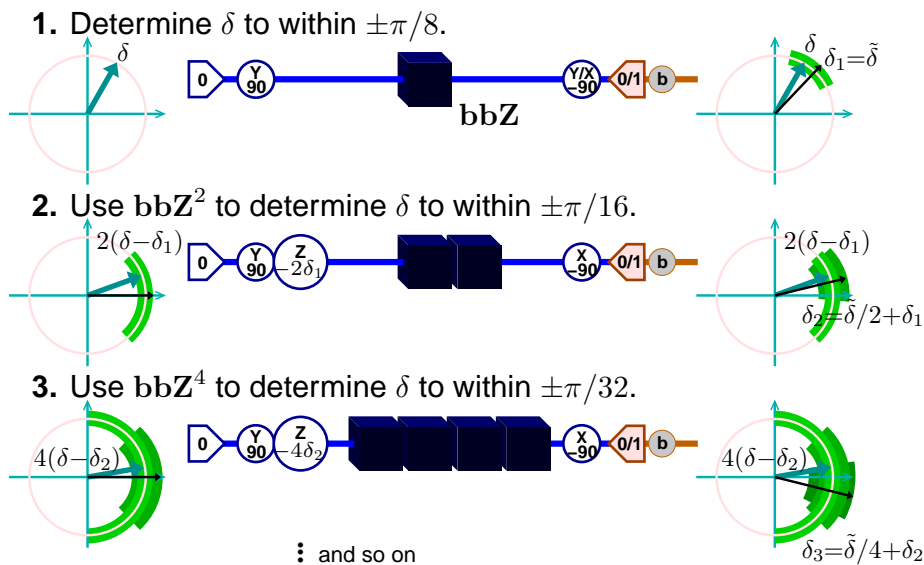 1. Determine δ to within ±π/8.
δ
0
Y
90
bbZ
Y/X
−90
0/1
b
δ
δ₁=δ̃
2. Use bbZ² to determine δ to within ±π/16.
2(δ−δ₁)
0
Y
90
Z
−2δ₁
X
−90
0/1
b
2(δ−δ₁)
δ₂=δ̃/2+δ₁
3. Use bbZ⁴ to determine δ to within ±π/32.
4(δ−δ₂)
0
Y
90
Z
−4δ₂
X
−90
0/1
b
4(δ−δ₂)
δ₃=δ̃/4+δ₂
⋮ and so on